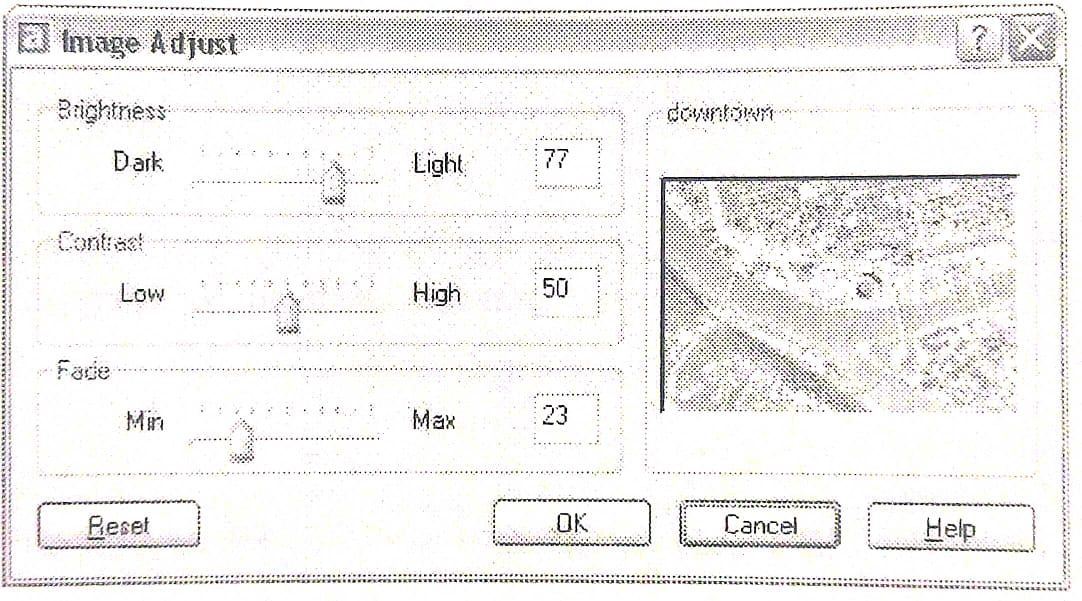 Image Adjust
Brightness
Dark Light 77
Contrast
Low High 50
Fade
Min Max 23
downtown
Reset OK Cancel Help